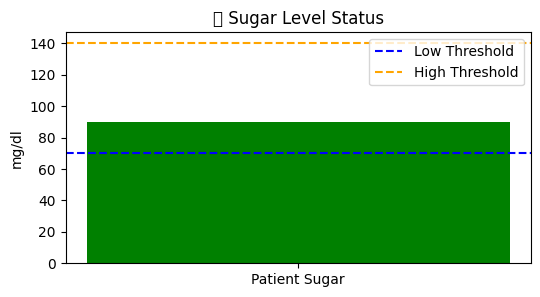 Sugar Level Status
mg/dl
140
120
100
80
60
40
20
0
Low Threshold
High Threshold
Patient Sugar